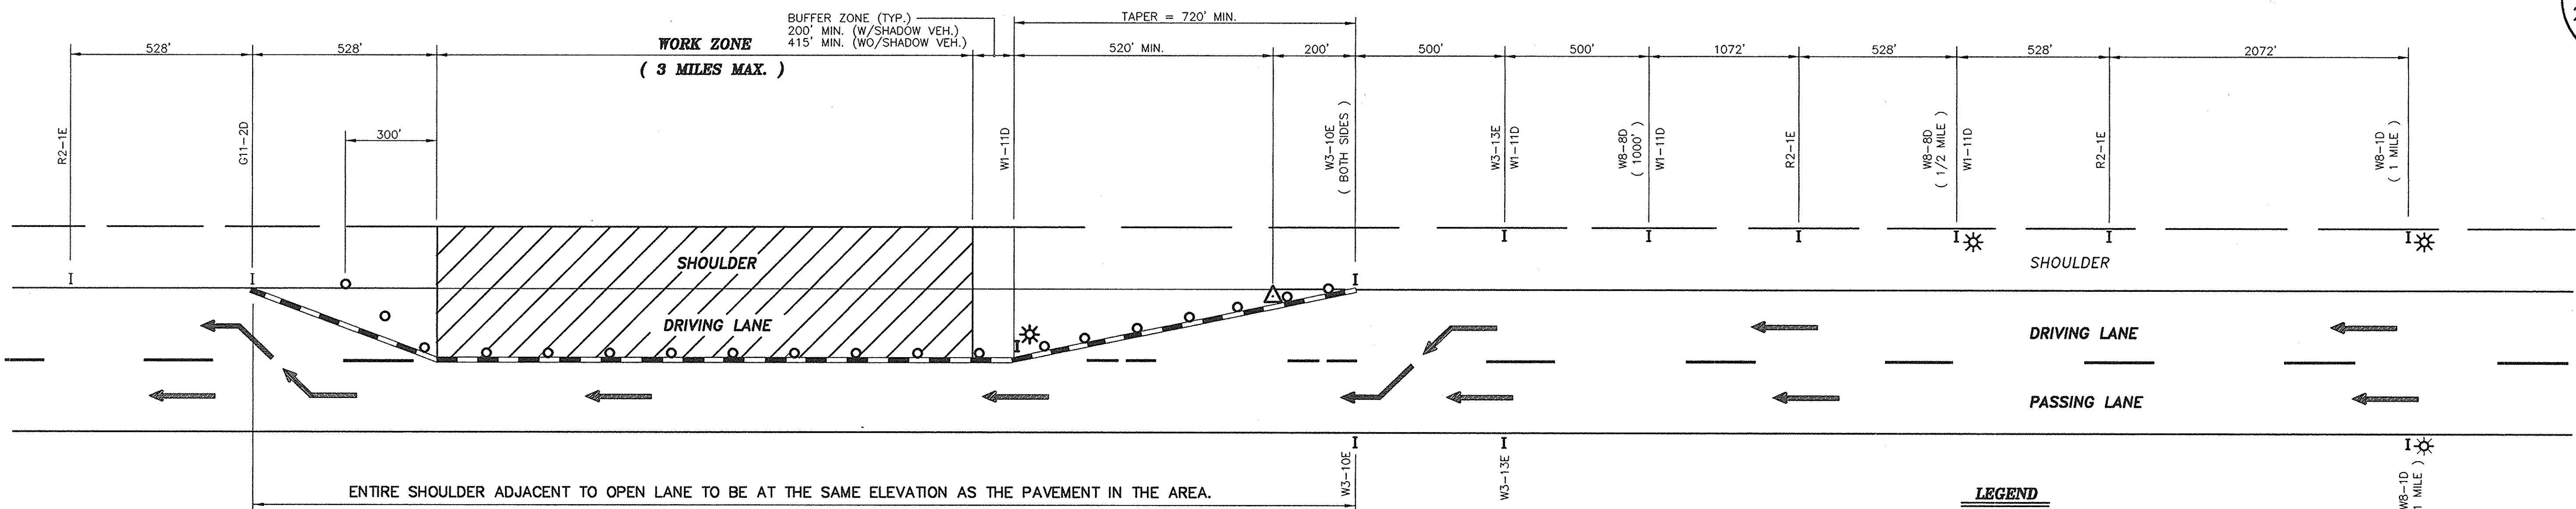 BUFFER ZONE (TYP.)
200' MIN. (W/SHADOW VEH.)
415' MIN. (WO/SHADOW VEH.)
TAPER = 720' MIN.
528'
528'
WORK ZONE
( 3 MILES MAX. )
520' MIN.
200'
500'
500'
1072'
528'
528'
2072'
300'
R2-1E
G11-2D
W1-11D
W3-10E
( BOTH SIDES )
W3-13E
W1-11D
W8-8D
( 1000' )
W1-11D
R2-1E
W8-8D
( 1/2 MILE )
W1-11D
R2-1E
W8-1D
( 1 MILE )
SHOULDER
SHOULDER
DRIVING LANE
DRIVING LANE
PASSING LANE
W3-10E
W3-13E
W8-1D
1 MILE )
ENTIRE SHOULDER ADJACENT TO OPEN LANE TO BE AT THE SAME ELEVATION AS THE PAVEMENT IN THE AREA.
LEGEND